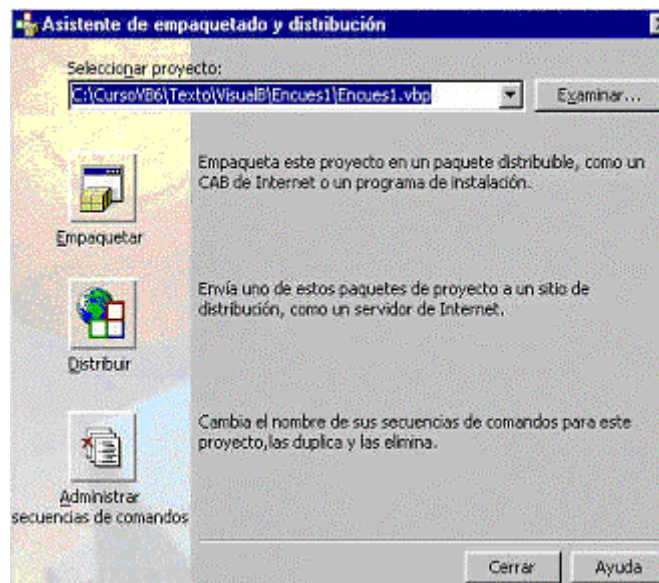 Asistente de empaquetado y distribución
Seleccionar proyecto:
C:\CursoVB6\Texto\VisualB\Encues1\Encues1.vbp
Examinar...
Empaqueta este proyecto en un paquete distribuible, como un
CAB de Internet o un programa de instalación.
Empaquetar
Envía uno de estos paquetes de proyecto a un sitio de
distribución, como un servidor de Internet.
Distribuir
Cambia el nombre de sus secuencias de comandos para este
proyecto,las duplica y las elimina.
Administrar
secuencias de comandos
Cerrar
Ayuda